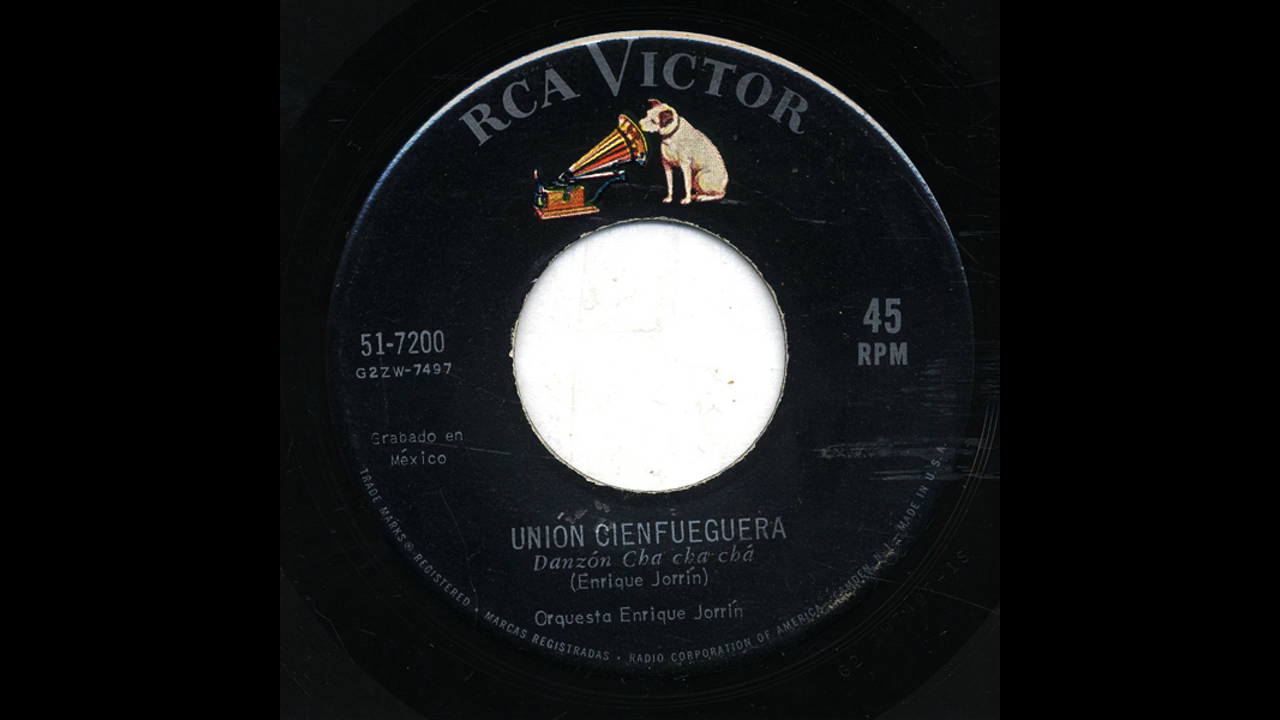 RCA VICTOR
51-7200
G2ZW-7497
45
RPM
Grabado en
México
UNIÓN CIENFUEGUERA
Danzón Cha cha chá
(Enrique Jorrín)
Orquesta Enrique Jorrín
TRADE MARKS ® REGISTERED • MARCAS REGISTRADAS • RADIO CORPORATION OF AMERICA, CAMDEN, N.J. MADE IN U.S.A.